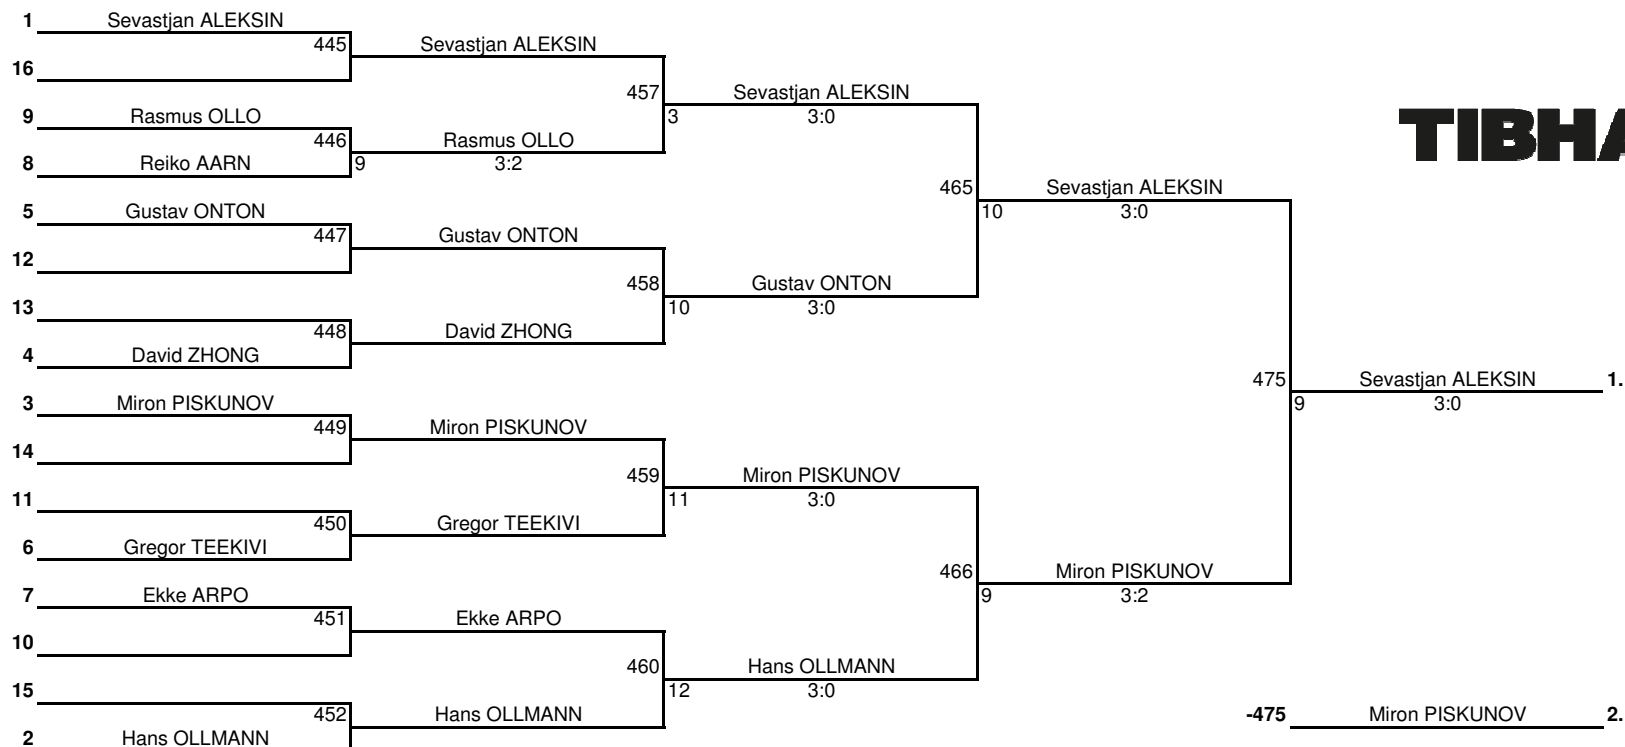 1 Sevastjan ALEKSIN
445 Sevastjan ALEKSIN
16
457 Sevastjan ALEKSIN
3 3:0
9 Rasmus OLLO
446 Rasmus OLLO
9 3:2
8 Reiko AARN
465 Sevastjan ALEKSIN
10 3:0
5 Gustav ONTON
447 Gustav ONTON
12
458 Gustav ONTON
10 3:0
13
448 David ZHONG
4 David ZHONG
475 Sevastjan ALEKSIN 1.
9 3:0
3 Miron PISKUNOV
449 Miron PISKUNOV
14
459 Miron PISKUNOV
11 3:0
11
450 Gregor TEEKIVI
6 Gregor TEEKIVI
466 Miron PISKUNOV
9 3:2
7 Ekke ARPO
451 Ekke ARPO
10
460 Hans OLLMANN
12 3:0
15
452 Hans OLLMANN
2 Hans OLLMANN
-475 Miron PISKUNOV 2.